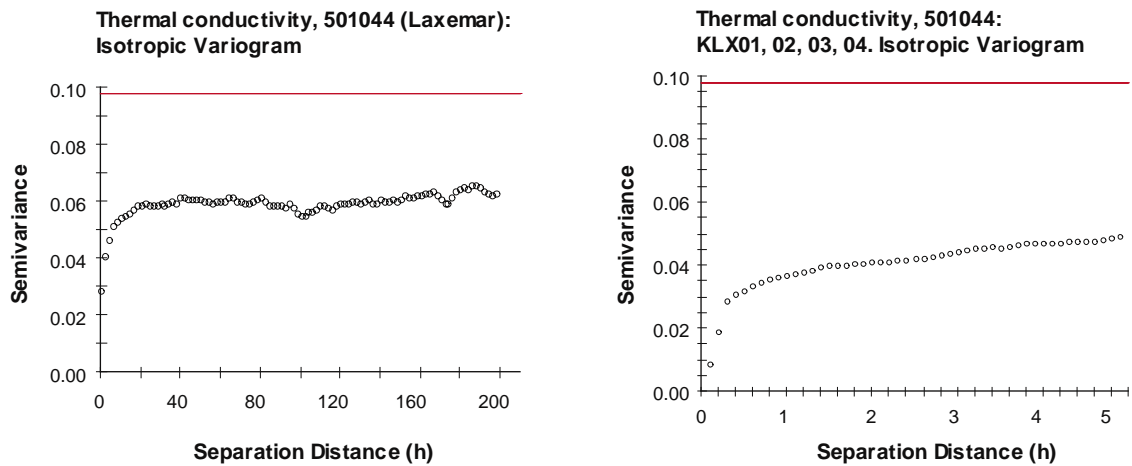 Thermal conductivity, 501044 (Laxemar):
Isotropic Variogram
0.10
0.08
0.06
0.04
0.02
0.00
Semivariance
0 40 80 120 160 200
Separation Distance (h)
Thermal conductivity, 501044:
KLX01, 02, 03, 04. Isotropic Variogram
0.10
0.08
0.06
0.04
0.02
0.00
Semivariance
0 1 2 3 4 5
Separation Distance (h)